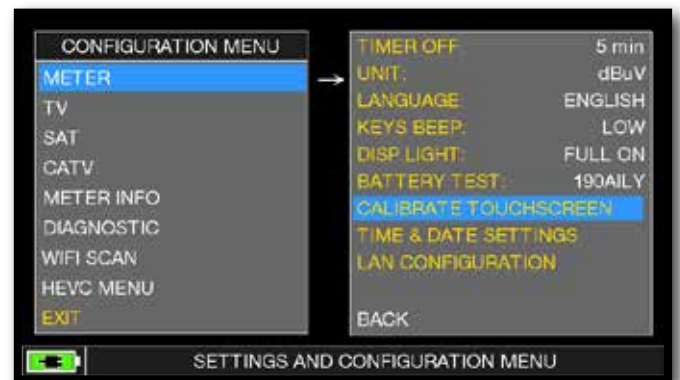 CONFIGURATION MENU
METER
TV
SAT
CATV
METER INFO
DIAGNOSTIC
WIFI SCAN
HEVC MENU
EXIT
→
TIMER OFF 5 min
UNIT: dBuV
LANGUAGE ENGLISH
KEYS BEEP: LOW
DISP.LIGHT: FULL ON
BATTERY TEST: 190AILY
CALIBRATE TOUCHSCREEN
TIME & DATE SETTINGS
LAN CONFIGURATION
BACK
SETTINGS AND CONFIGURATION MENU